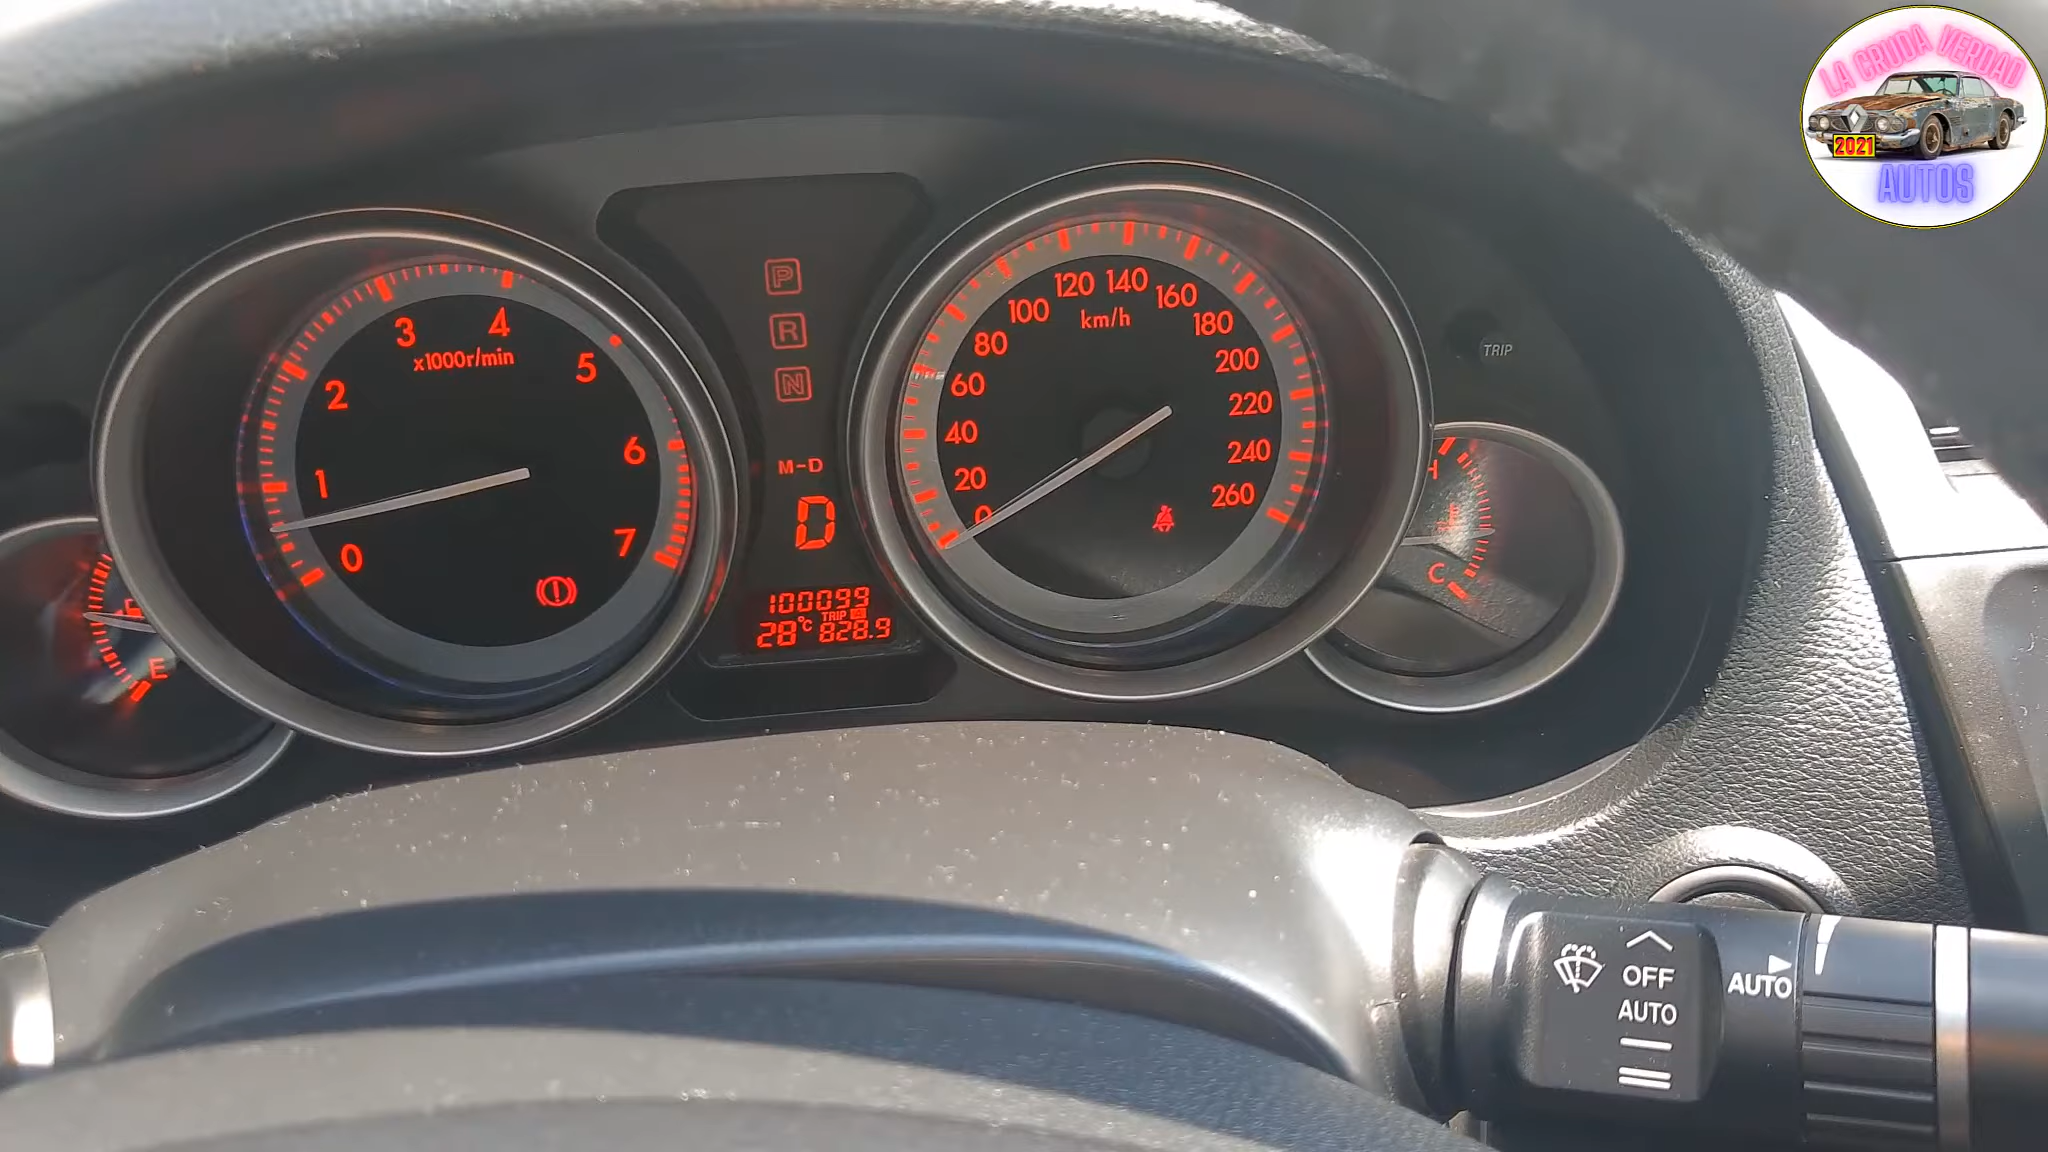 LA CRUDA VERDAD
2021
AUTOS
0
1
2
3
4
5
6
7
x1000r/min
E
P
R
N
M-D
D
100099
TRIP
28°C 828.9
0
20
40
60
80
100
120
140
160
180
200
220
240
260
km/h
TRIP
H
C
OFF
AUTO
AUTO